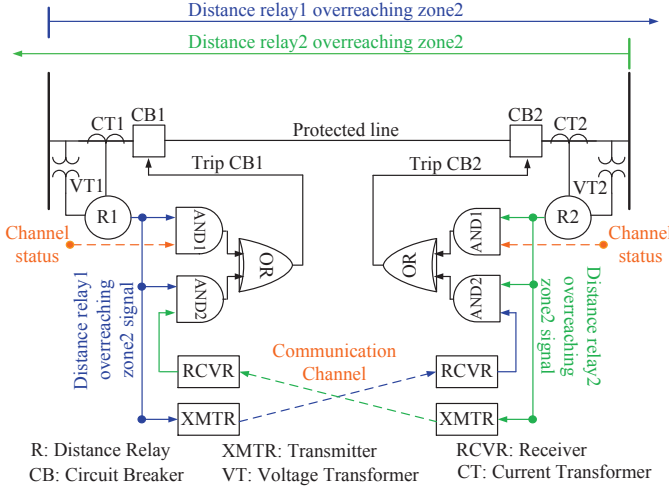 Distance relay1 overreaching zone2
Distance relay2 overreaching zone2
CT1
CB1
Protected line
CB2
CT2
Trip CB1
Trip CB2
VT1
VT2
R1
R2
AND1
AND1
Channel
status
Channel
status
OR
OR
AND2
AND2
Distance relay1
overreaching
zone2 signal
Distance relay2
overreaching
zone2 signal
Communication
Channel
RCVR
RCVR
XMTR
XMTR
R: Distance Relay
XMTR: Transmitter
RCVR: Receiver
CB: Circuit Breaker
VT: Voltage Transformer
CT: Current Transformer